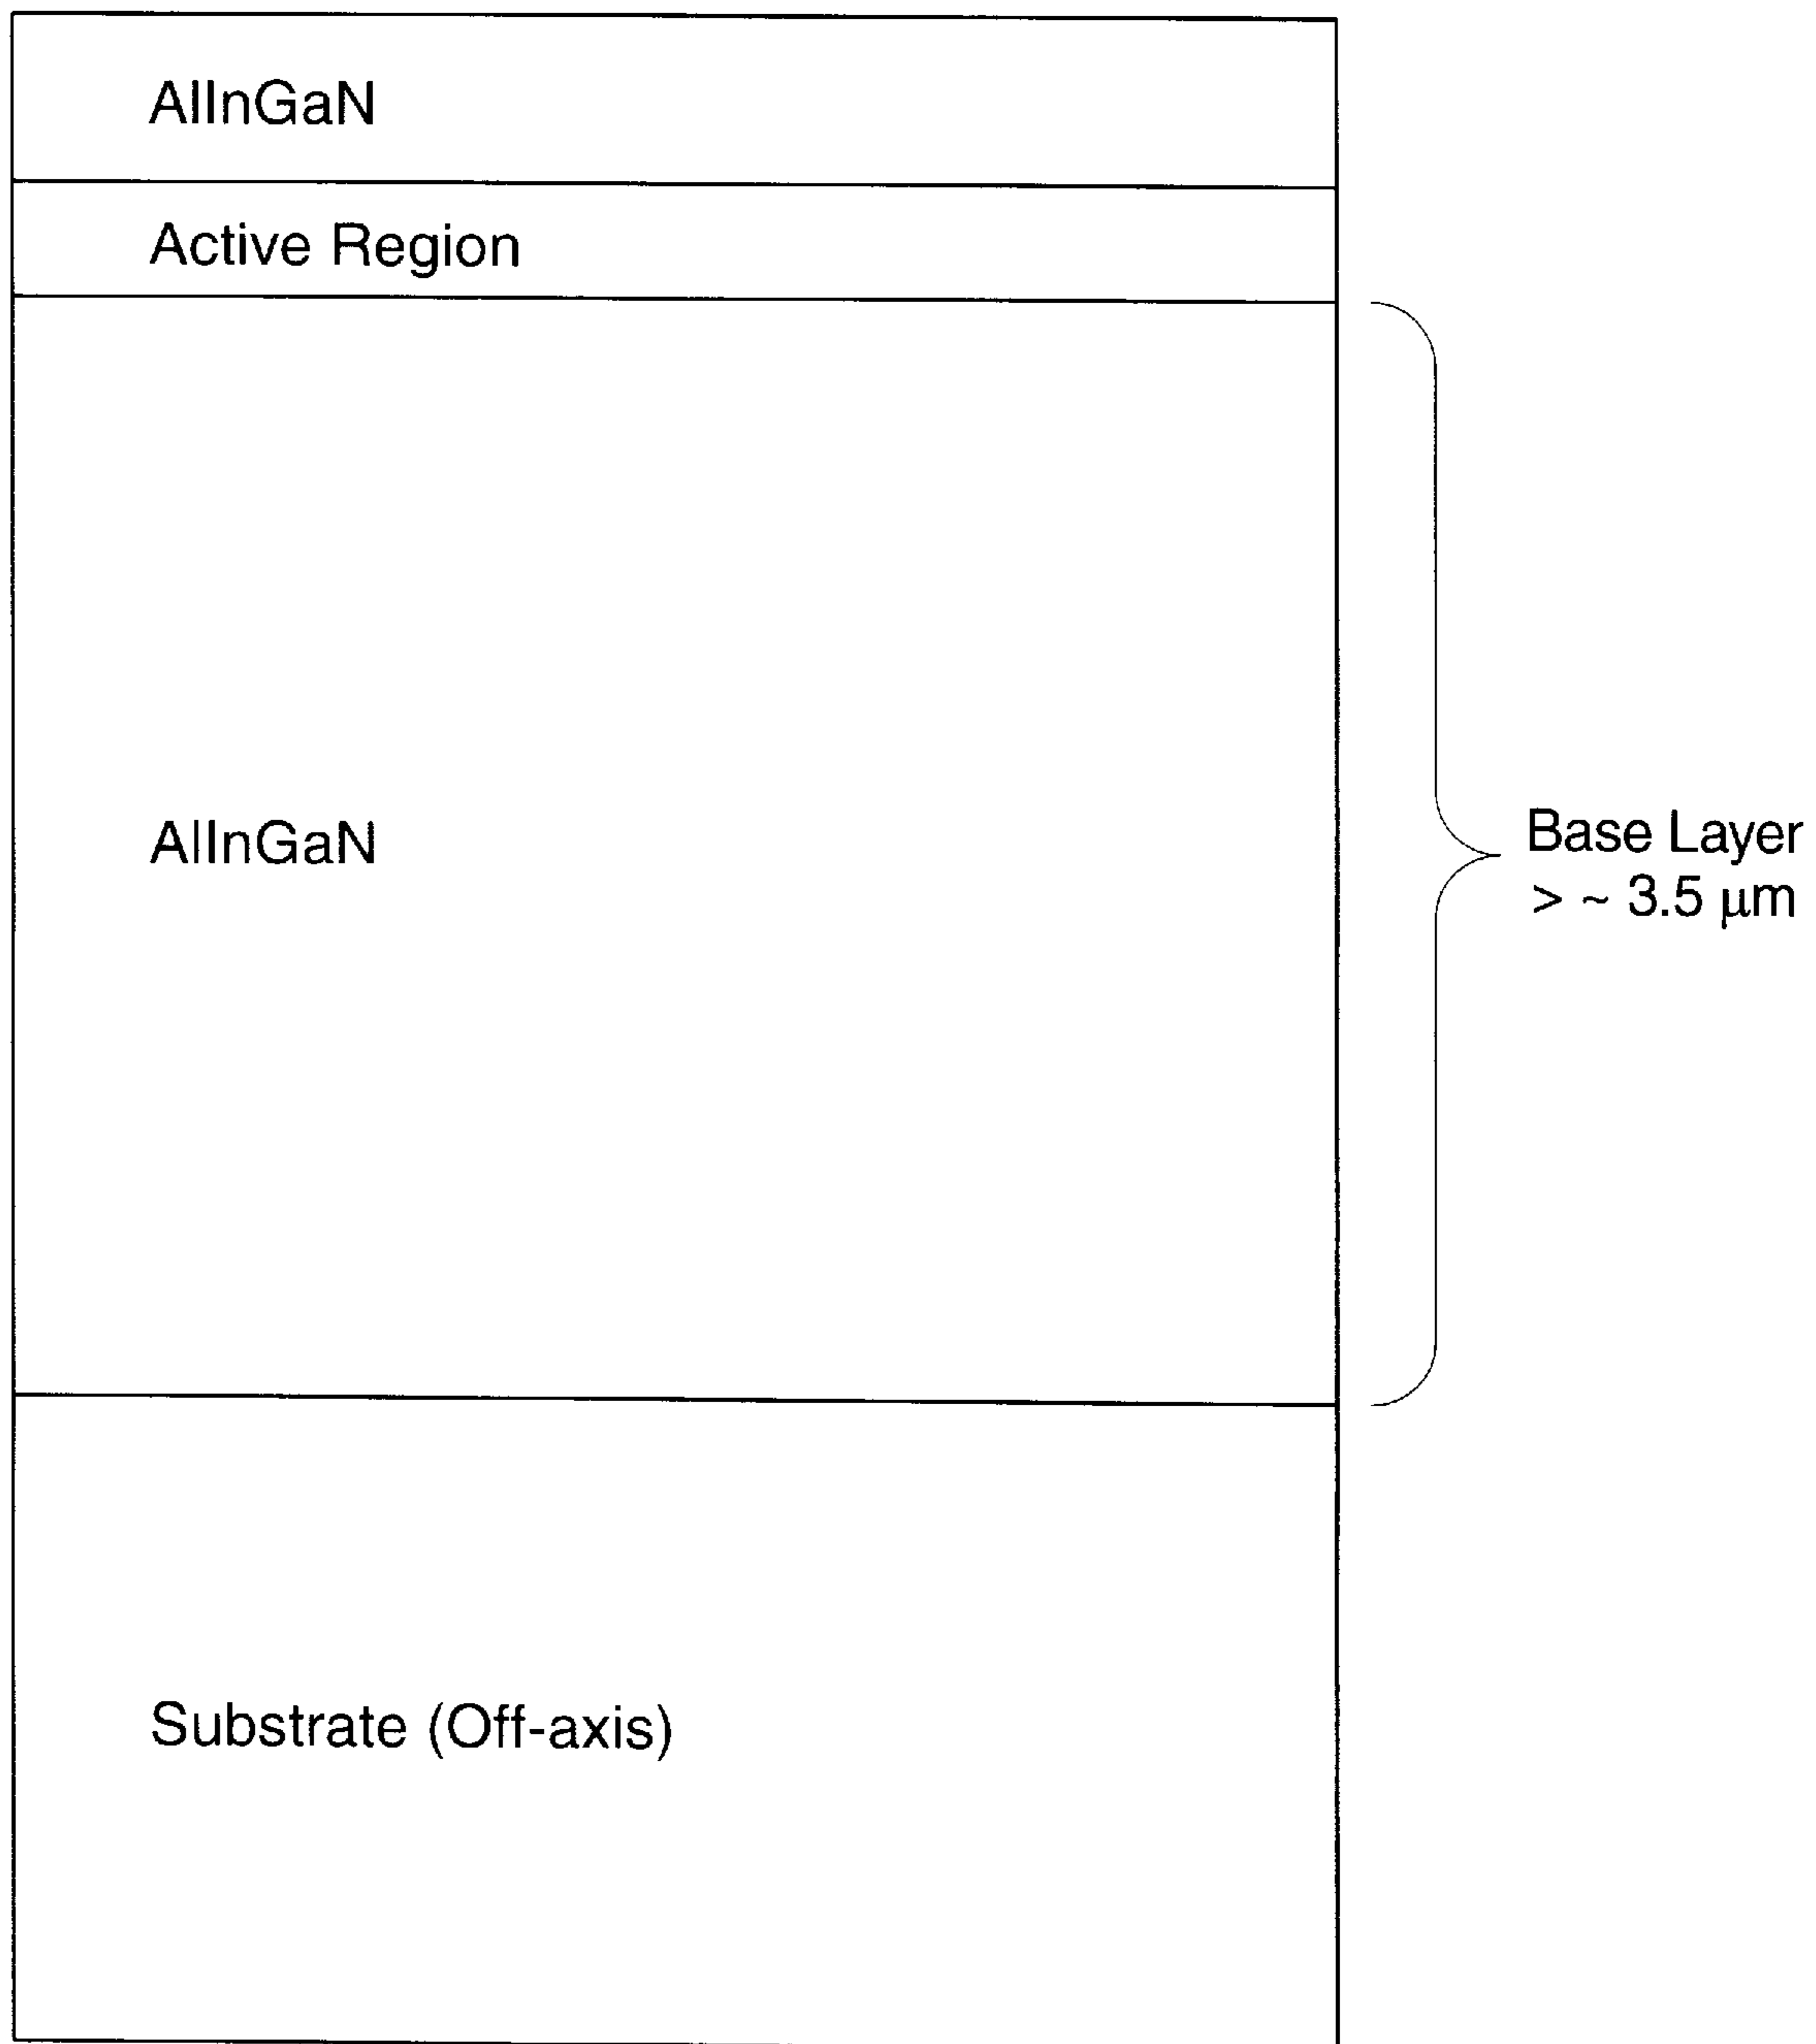 AlInGaN
Active Region
AlInGaN
Base Layer
> ~ 3.5 μm
Substrate (Off-axis)